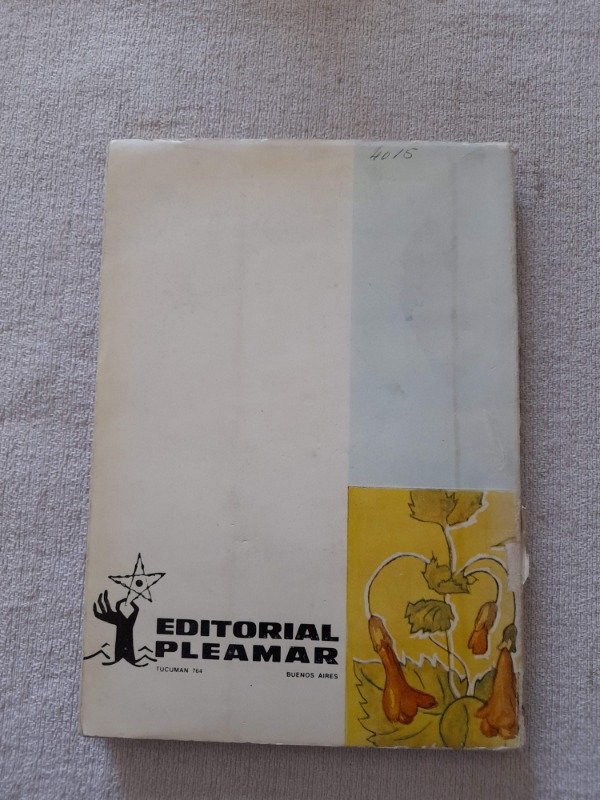 4015
EDITORIAL
PLEAMAR
TUCUMAN 764
BUENOS AIRES